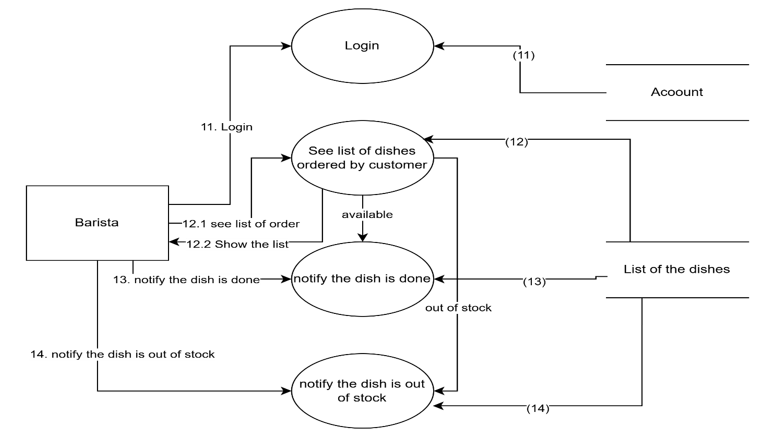 Login
(11)
Acoount
11. Login
(12)
See list of dishes
ordered by customer
available
Barista
12.1 see list of order
12.2 Show the list
List of the dishes
13. notify the dish is done
notify the dish is done
(13)
out of stock
14. notify the dish is out of stock
notify the dish is out
of stock
(14)